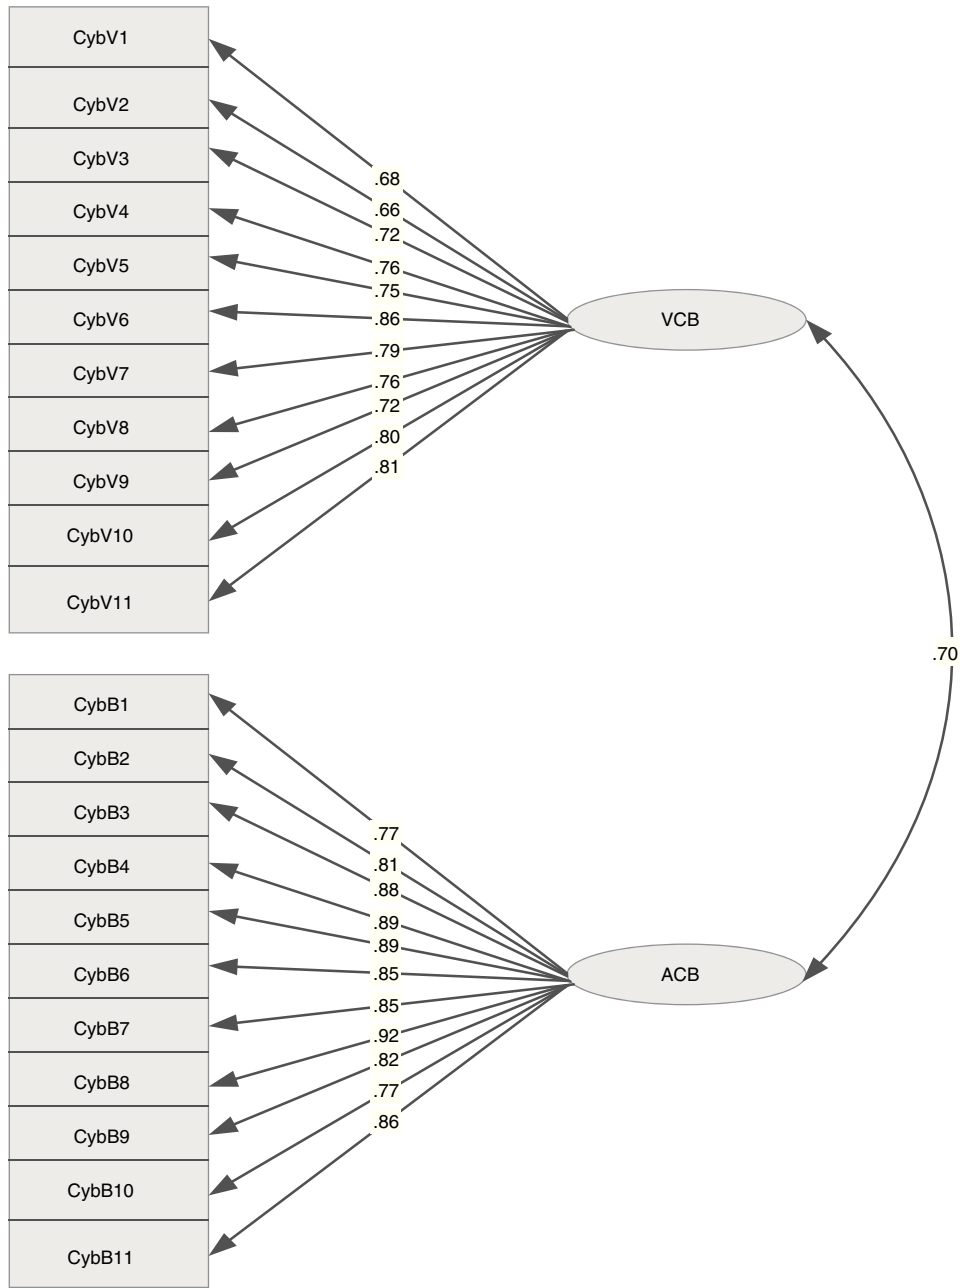 CybV1
CybV2
CybV3
CybV4
CybV5
CybV6
CybV7
CybV8
CybV9
CybV10
CybV11
.68
.66
.72
.76
.75
.86
.79
.76
.72
.80
.81
VCB
.70
CybB1
CybB2
CybB3
CybB4
CybB5
CybB6
CybB7
CybB8
CybB9
CybB10
CybB11
.77
.81
.88
.89
.89
.85
.85
.92
.82
.77
.86
ACB